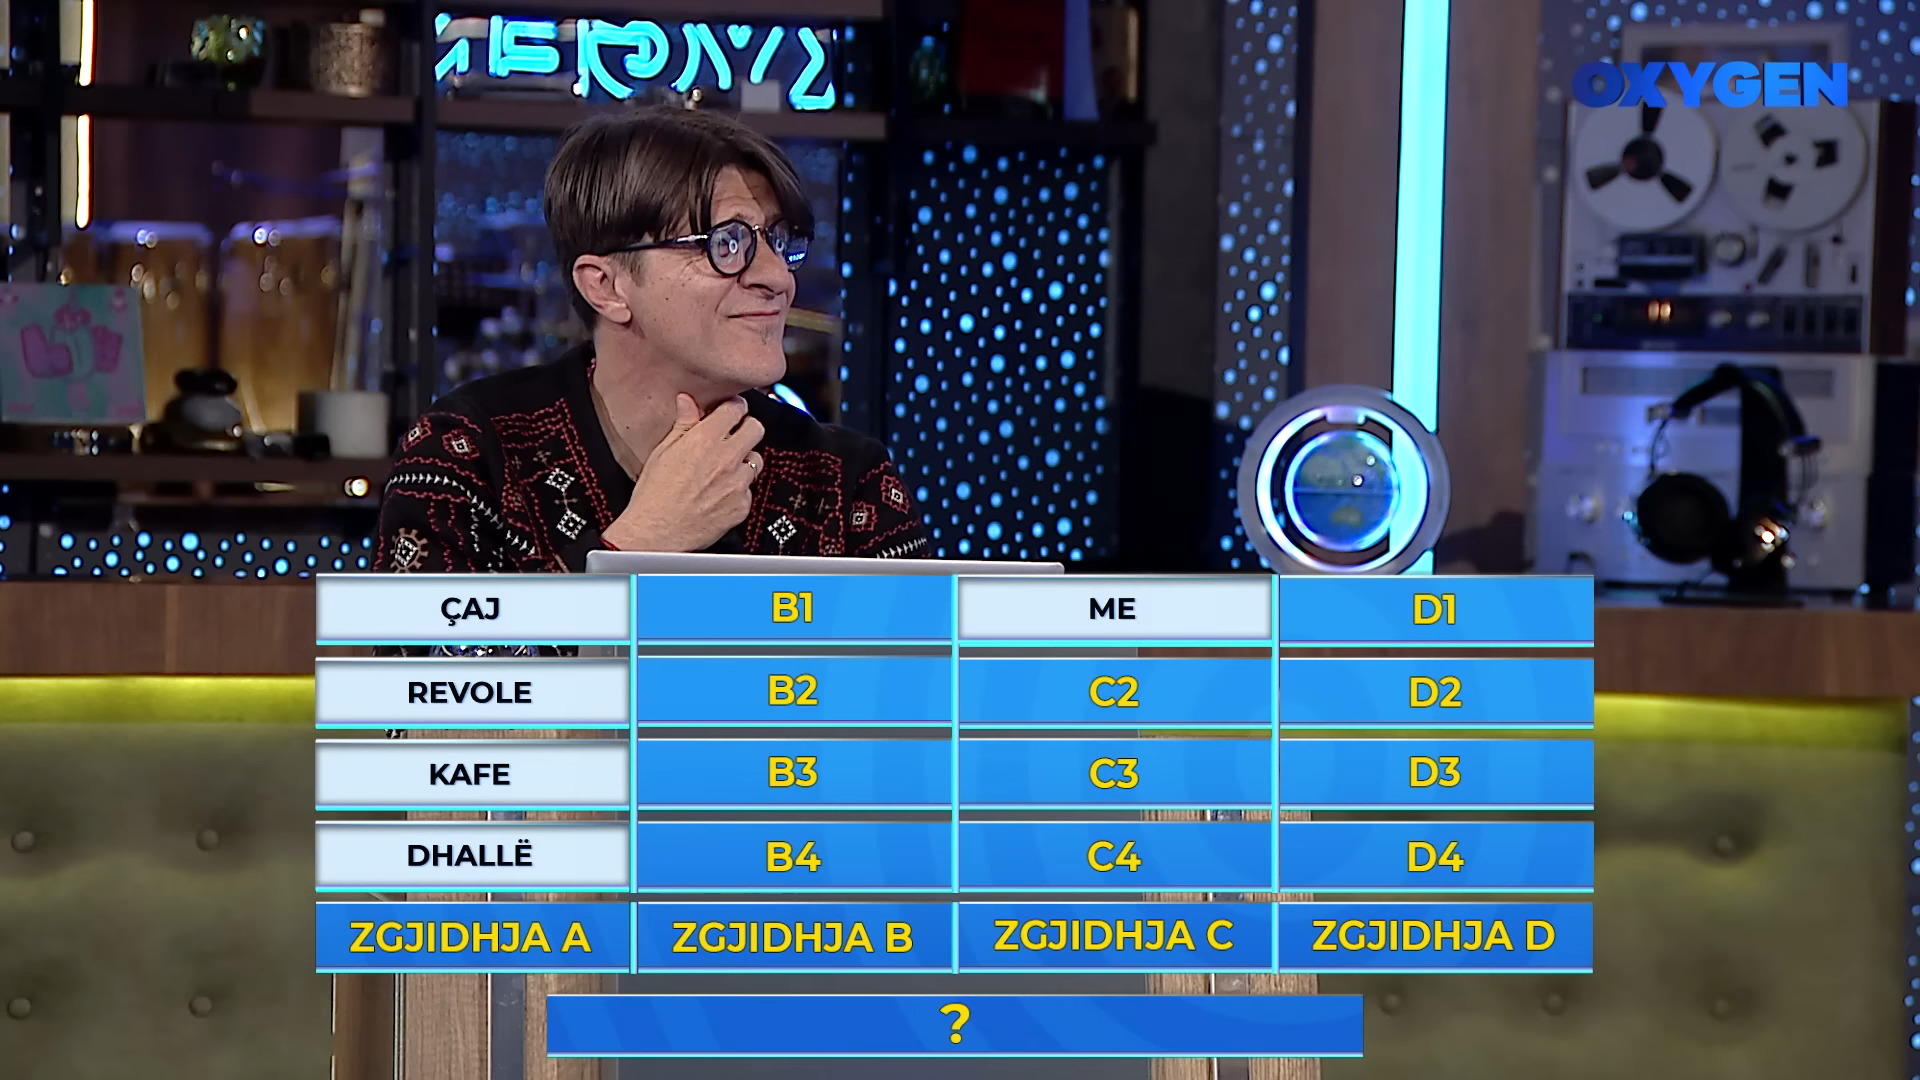 OXYGEN
ÇAJ
B1
ME
D1
REVOLE
B2
C2
D2
KAFE
B3
C3
D3
DHALLË
B4
C4
D4
ZGJIDHJA A
ZGJIDHJA B
ZGJIDHJA C
ZGJIDHJA D
?